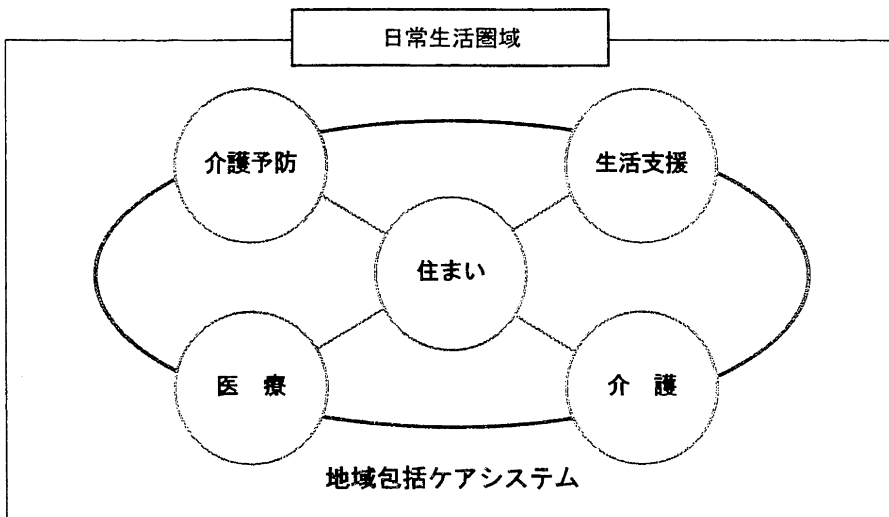 日常生活圏域
介護予防
生活支援
住まい
医　療
介　護
地域包括ケアシステム